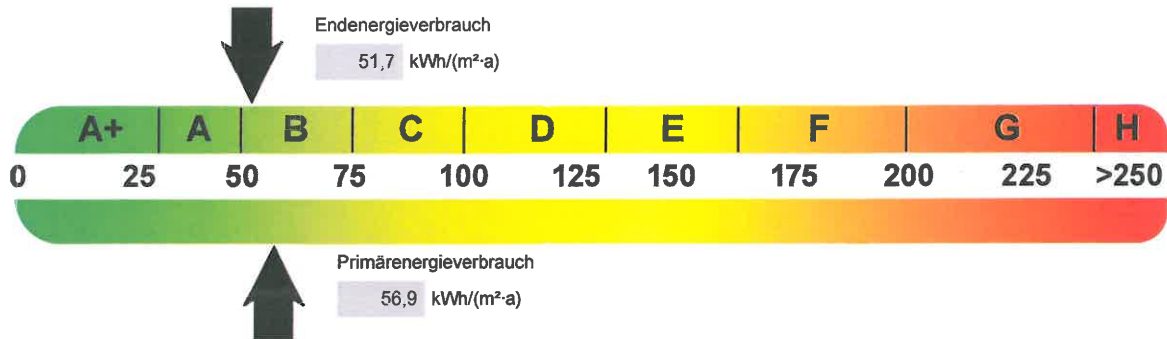 Endenergieverbrauch
51,7 kWh/(m²·a)
A+ A B C D E F G H
0 25 50 75 100 125 150 175 200 225 >250
Primärenergieverbrauch
56,9 kWh/(m²·a)